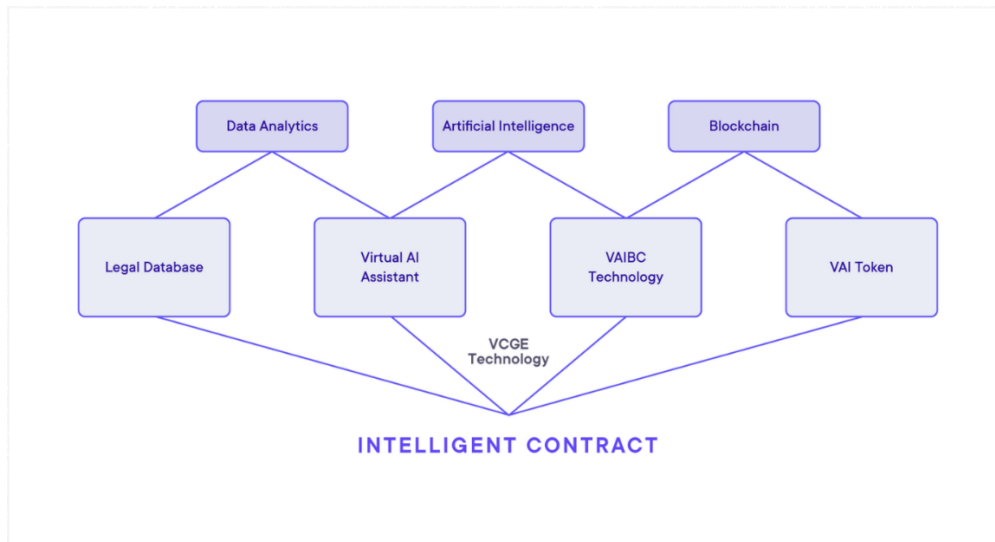 Data Analytics
Artificial Intelligence
Blockchain
Legal Database
Virtual AI
Assistant
VAIBC
Technology
VAI Token
VCGE
Technology
INTELLIGENT CONTRACT